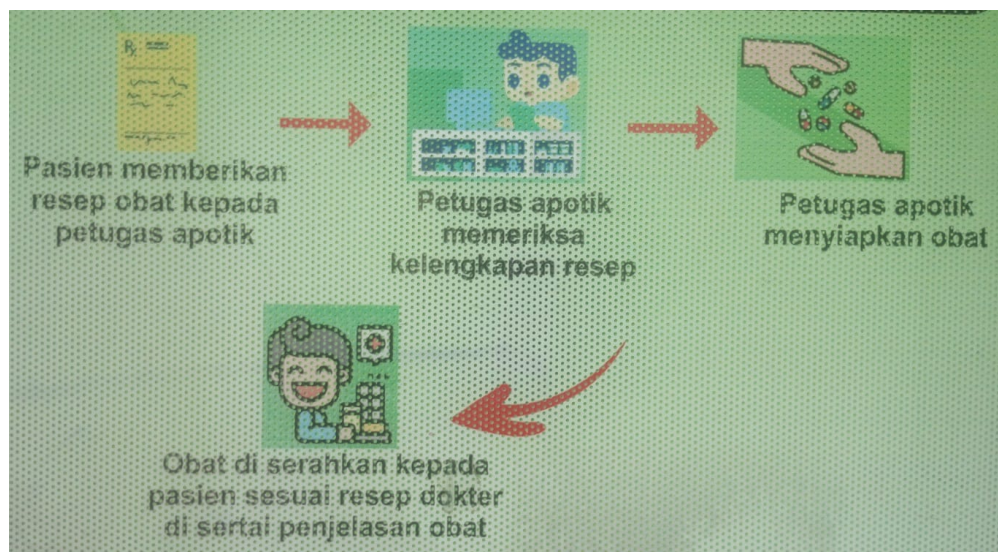 Pasien memberikan
resep obat kepada
petugas apotik
Petugas apotik
memeriksa
kelengkapan resep
Petugas apotik
menyiapkan obat
Obat di serahkan kepada
pasien sesuai resep dokter
di sertai penjelasan obat